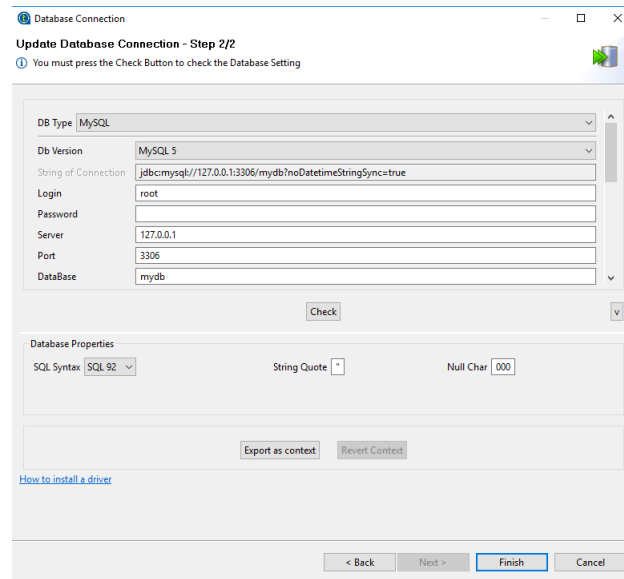 Database Connection
Update Database Connection - Step 2/2
You must press the Check Button to check the Database Setting
DB Type MySQL
Db Version MySQL 5
String of Connection jdbc:mysql://127.0.0.1:3306/mydb?noDatetimeStringSync=true
Login root
Password
Server 127.0.0.1
Port 3306
DataBase mydb
Check v
Database Properties
SQL Syntax SQL 92 String Quote " Null Char 000
Export as context Revert Context
How to install a driver
< Back Next > Finish Cancel